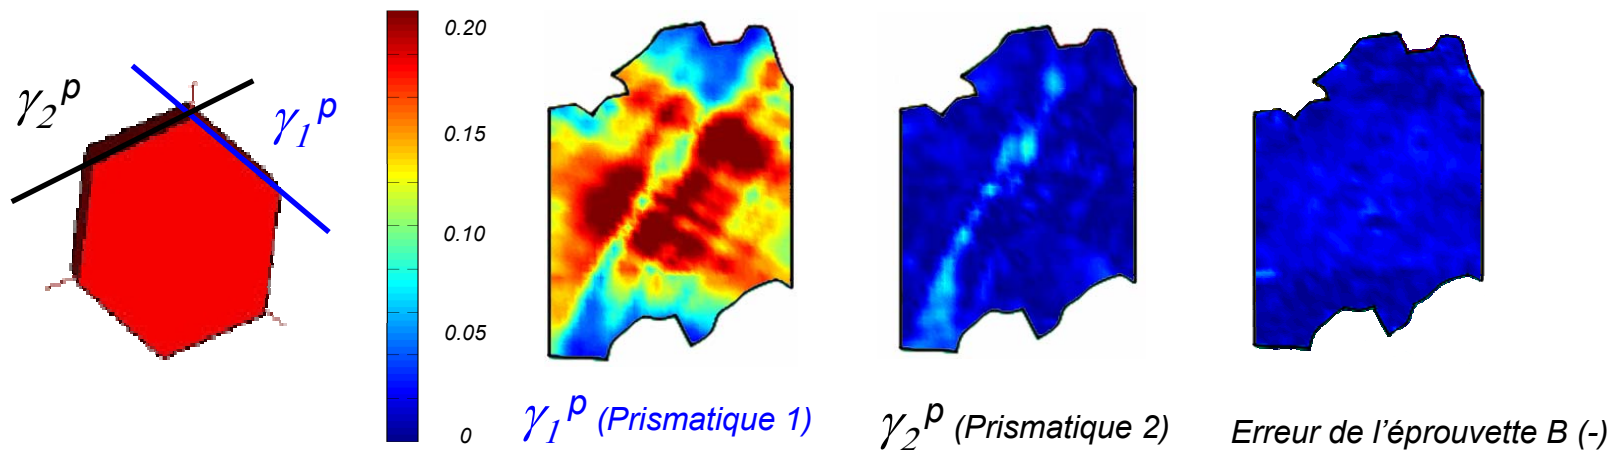 γ₂ᵖ
γ₁ᵖ
0.20
0.15
0.10
0.05
0
γ₁ᵖ (Prismatique 1)
γ₂ᵖ (Prismatique 2)
Erreur de l'éprouvette B (-)